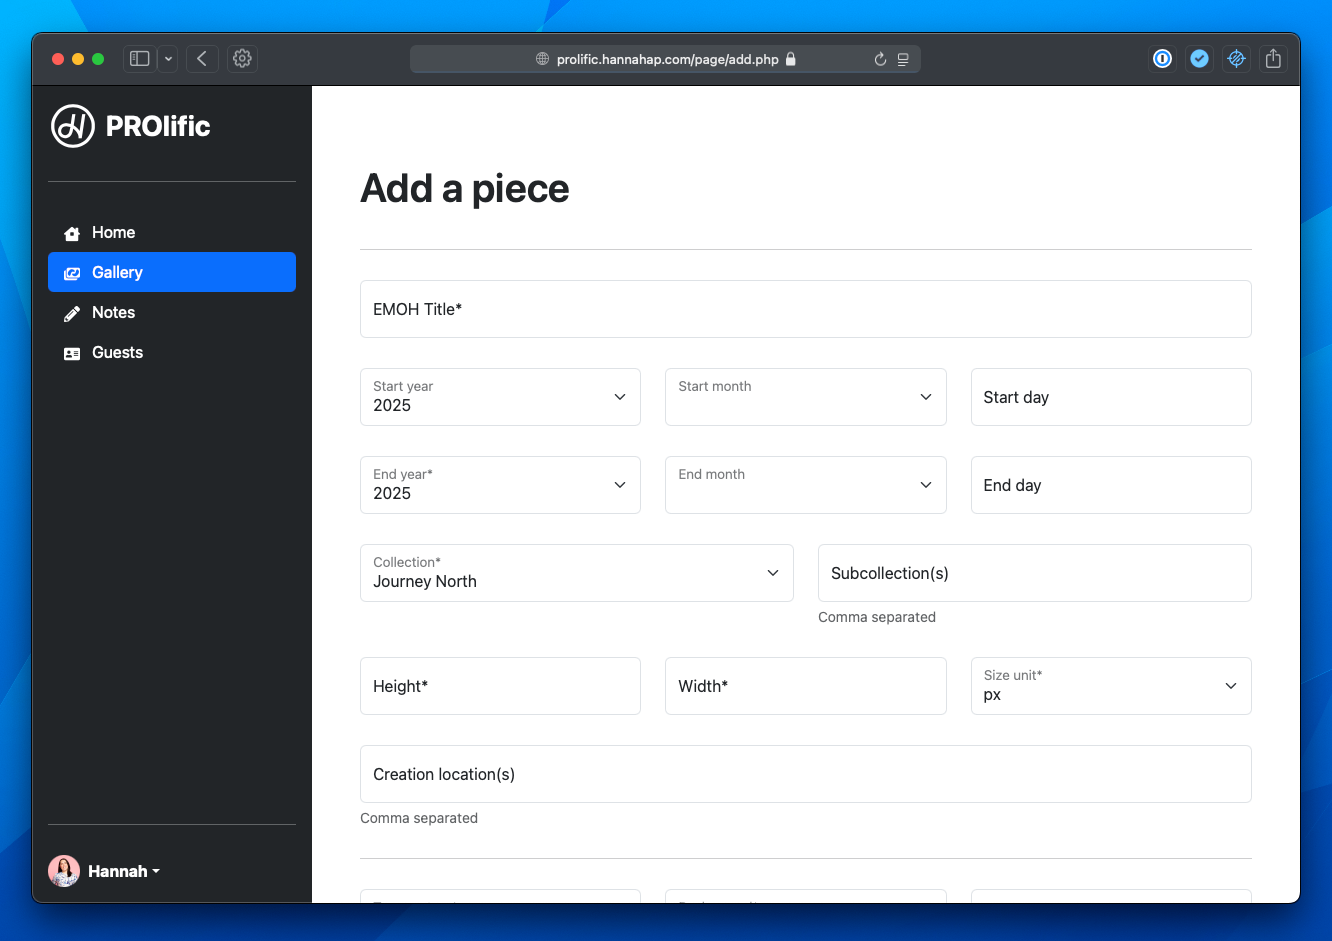 prolific.hannahap.com/page/add.php
PROlific
Home
Gallery
Notes
Guests
Hannah
Add a piece
EMOH Title*
Start year
2025
Start month
Start day
End year*
2025
End month
End day
Collection*
Journey North
Subcollection(s)
Comma separated
Height*
Width*
Size unit*
px
Creation location(s)
Comma separated